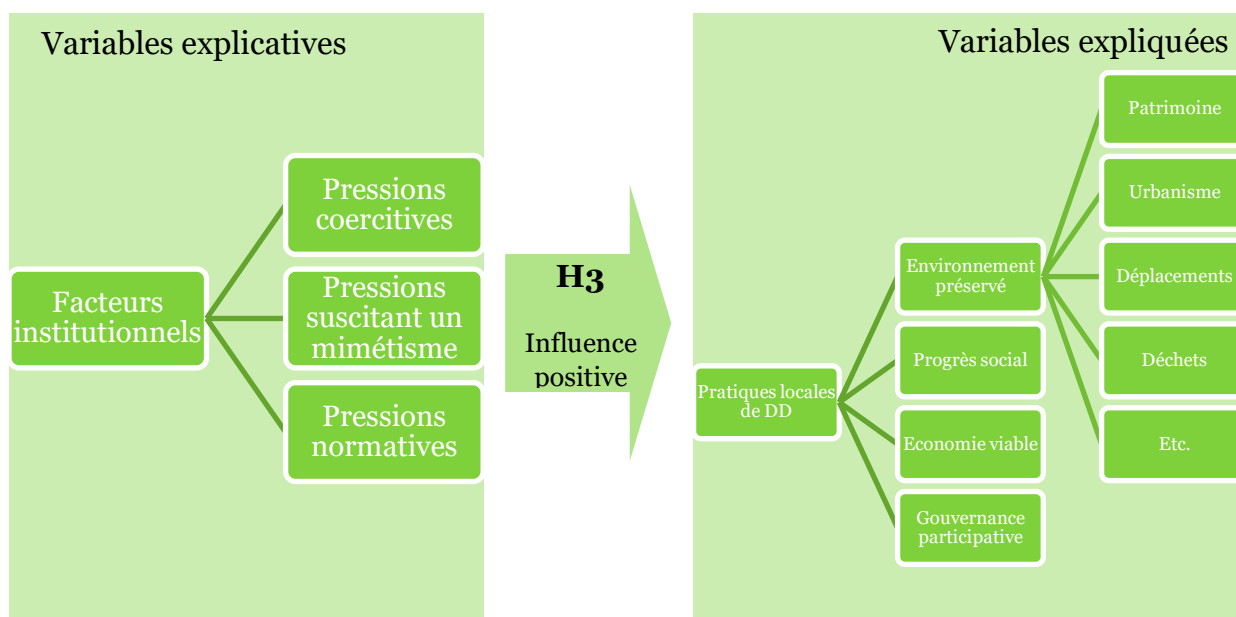 Variables explicatives
Facteurs
institutionnels
Pressions
coercitives
Pressions
suscitant un
mimétisme
Pressions
normatives
H3
Influence
positive
Variables expliquées
Pratiques locales
de DD
Environnement
préservé
Progrès social
Economie viable
Gouvernance
participative
Patrimoine
Urbanisme
Déplacements
Déchets
Etc.